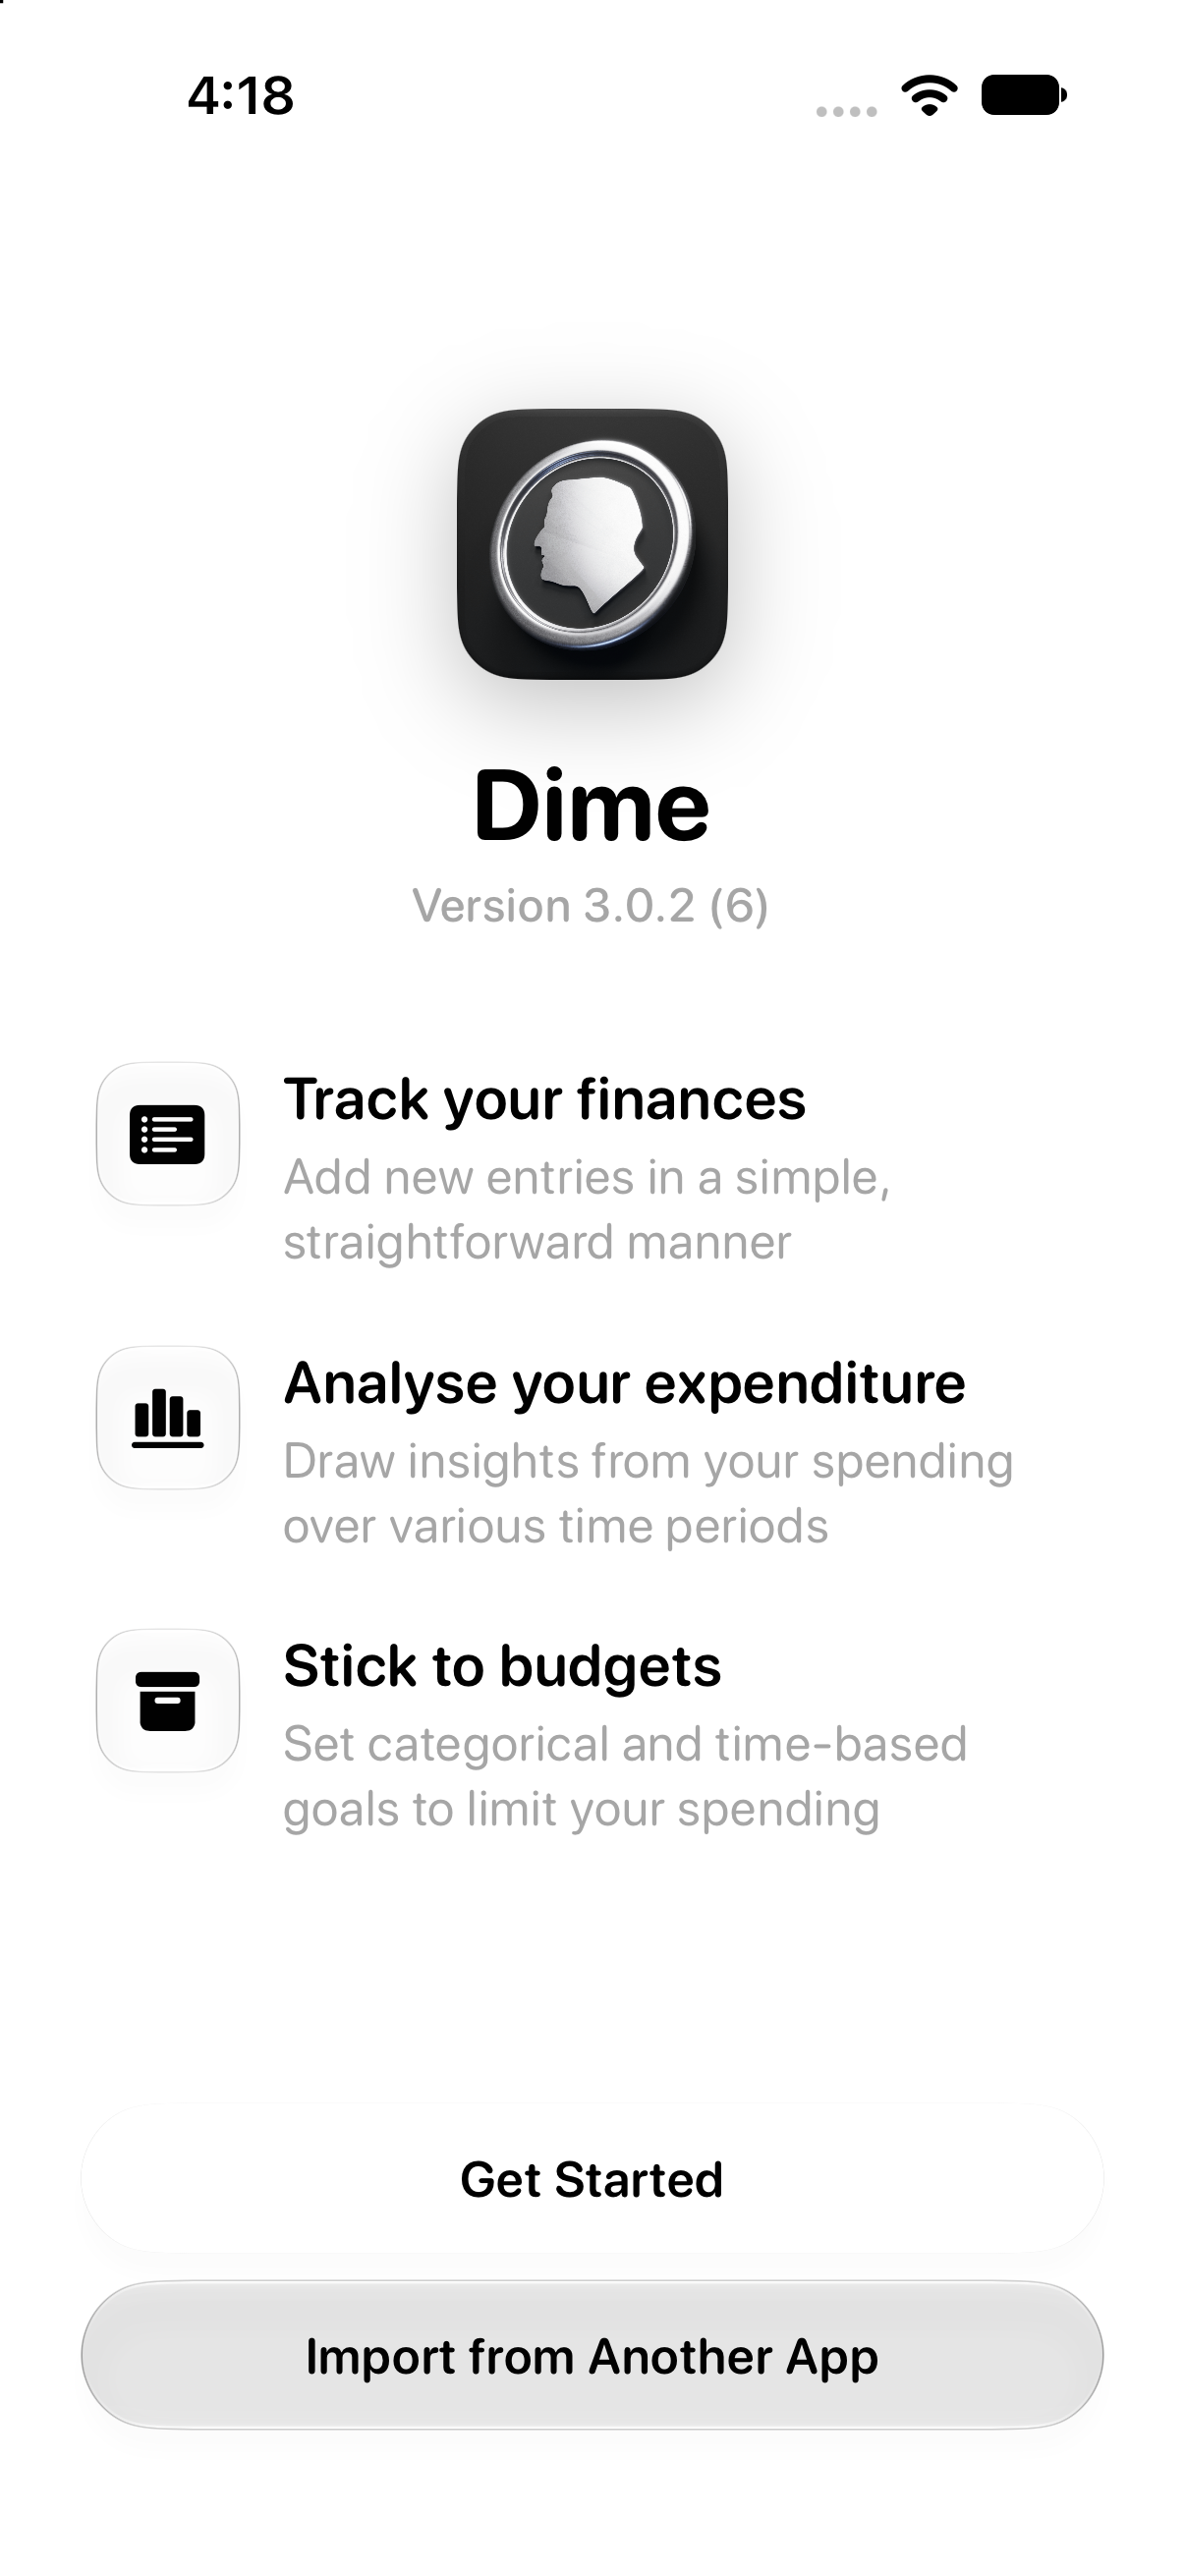 4:18
Dime
Version 3.0.2 (6)
Track your finances
Add new entries in a simple,
straightforward manner
Analyse your expenditure
Draw insights from your spending
over various time periods
Stick to budgets
Set categorical and time-based
goals to limit your spending
Get Started
Import from Another App